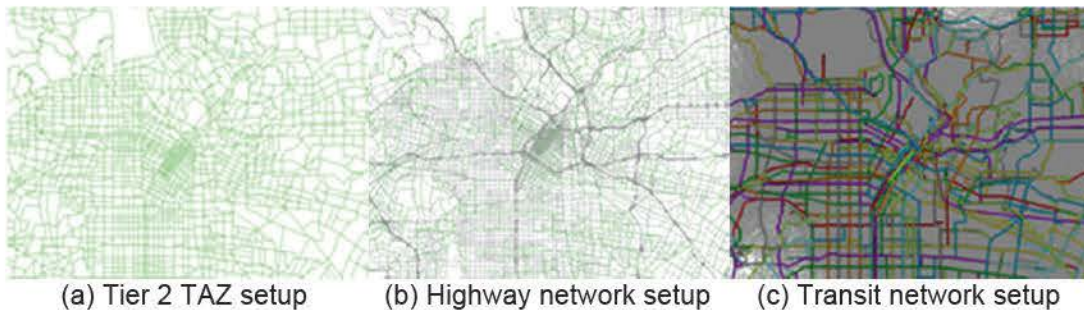 (a) Tier 2 TAZ setup
(b) Highway network setup
(c) Transit network setup